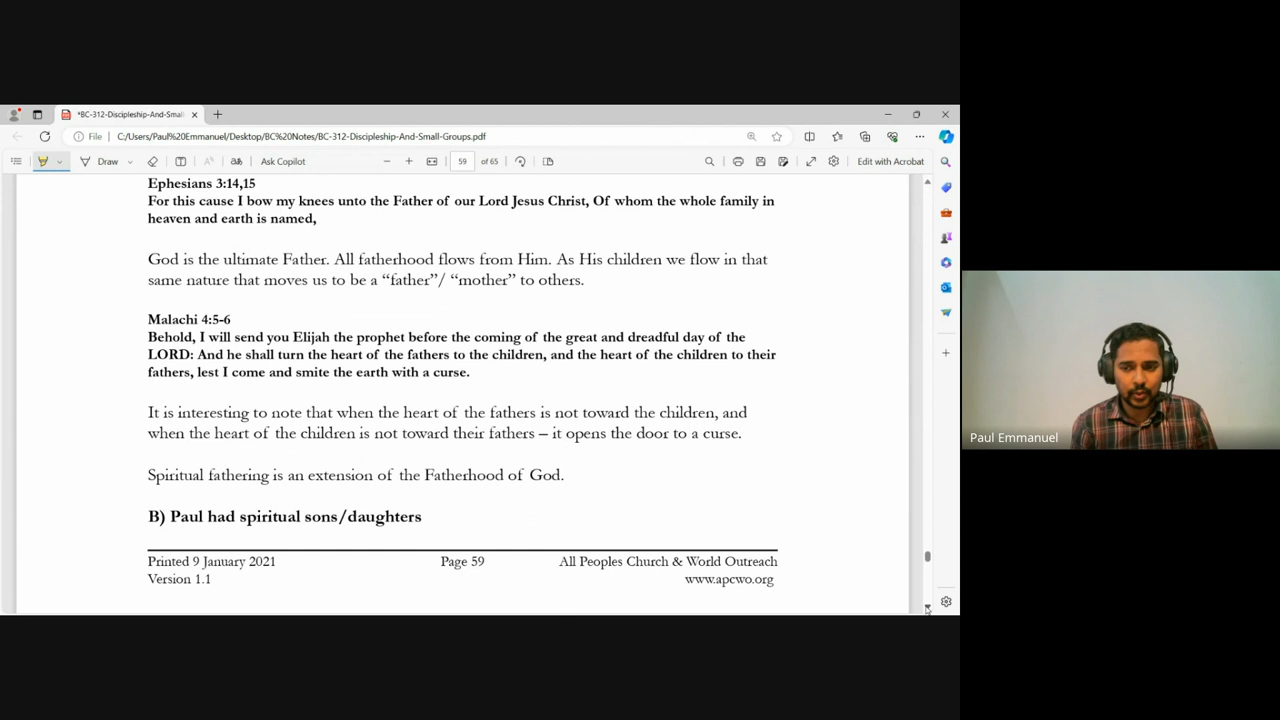 *BC-312-Discipleship-And-Small
File
C:/Users/Paul%20Emmanuel/Desktop/BC%20Notes/BC-312-Discipleship-And-Small-Groups.pdf
Draw
Ask Copilot
59 of 65
Edit with Acrobat
Ephesians 3:14,15
For this cause I bow my knees unto the Father of our Lord Jesus Christ, Of whom the whole family in
heaven and earth is named,
God is the ultimate Father. All fatherhood flows from Him. As His children we flow in that
same nature that moves us to be a “father”/ “mother” to others.
Malachi 4:5-6
Behold, I will send you Elijah the prophet before the coming of the great and dreadful day of the
LORD: And he shall turn the heart of the fathers to the children, and the heart of the children to their
fathers, lest I come and smite the earth with a curse.
It is interesting to note that when the heart of the fathers is not toward the children, and
when the heart of the children is not toward their fathers – it opens the door to a curse.
Spiritual fathering is an extension of the Fatherhood of God.
B) Paul had spiritual sons/daughters
Printed 9 January 2021 Page 59 All Peoples Church & World Outreach
Version 1.1 www.apcwo.org
Paul Emmanuel